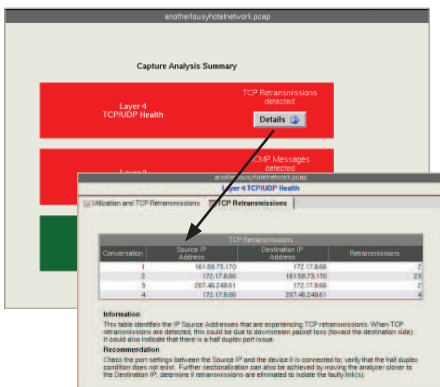 anotherlousyhotelnetwork.pcap
Capture Analysis Summary
TCP Retransmissions
detected
Layer 4
TCP/UDP Health
Details
ICMP Messages
detected
anotherlousyhotelnetwork.pcap
Layer 4 TCP/UDP Health
Utilization and TCP Retransmissions TCP Retransmissions
TCP Retransmissions
Conversation Source IP Address Destination IP Address Retransmissions
1 161.58.73.170 172.17.8.66 2
2 172.17.8.66 161.58.73.170 23
3 207.46.248.61 172.17.8.66 2
4 172.17.8.66 207.46.248.61 4
Information
This table identifies the IP Source Addresses that are experiencing TCP retransmissions. When TCP
retransmissions are detected, this could be due to downstream packet loss (toward the destination side).
It could also indicate that there is a half duplex port issue.
Recommendation
Check the port settings between the Source IP and the device it is connected to; verify that the half duplex
condition does not exist. Further sectionalization can also be achieved by moving the analyzer closer to
the Destination IP; determine if retransmissions are eliminated to isolate the faulty link(s).